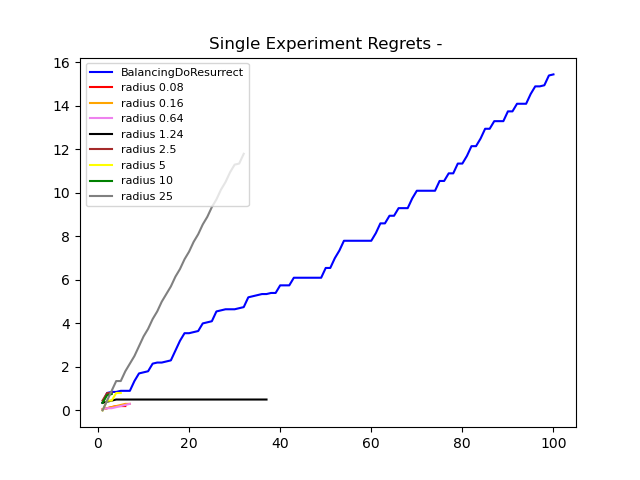 Single Experiment Regrets -
16
14
12
10
8
6
4
2
0
BalancingDoResurrect
radius 0.08
radius 0.16
radius 0.64
radius 1.24
radius 2.5
radius 5
radius 10
radius 25
0 20 40 60 80 100